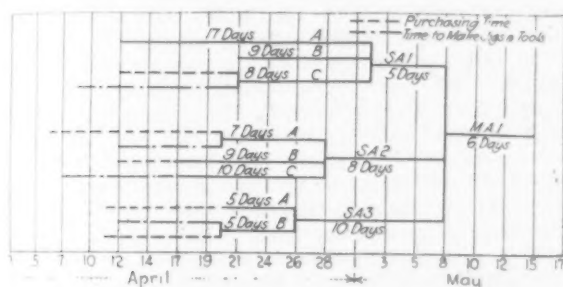 Purchasing Time
Time to Make Jigs & Tools
17 Days A
9 Days B
8 Days C
SA1
5 Days
7 Days A
9 Days B
10 Days C
SA2
8 Days
MA1
6 Days
5 Days A
5 Days B
SA3
10 Days
1 5 7 10 12 14 17 19 21 24 26 28 1 3 5 8 10 12 15 17
April May